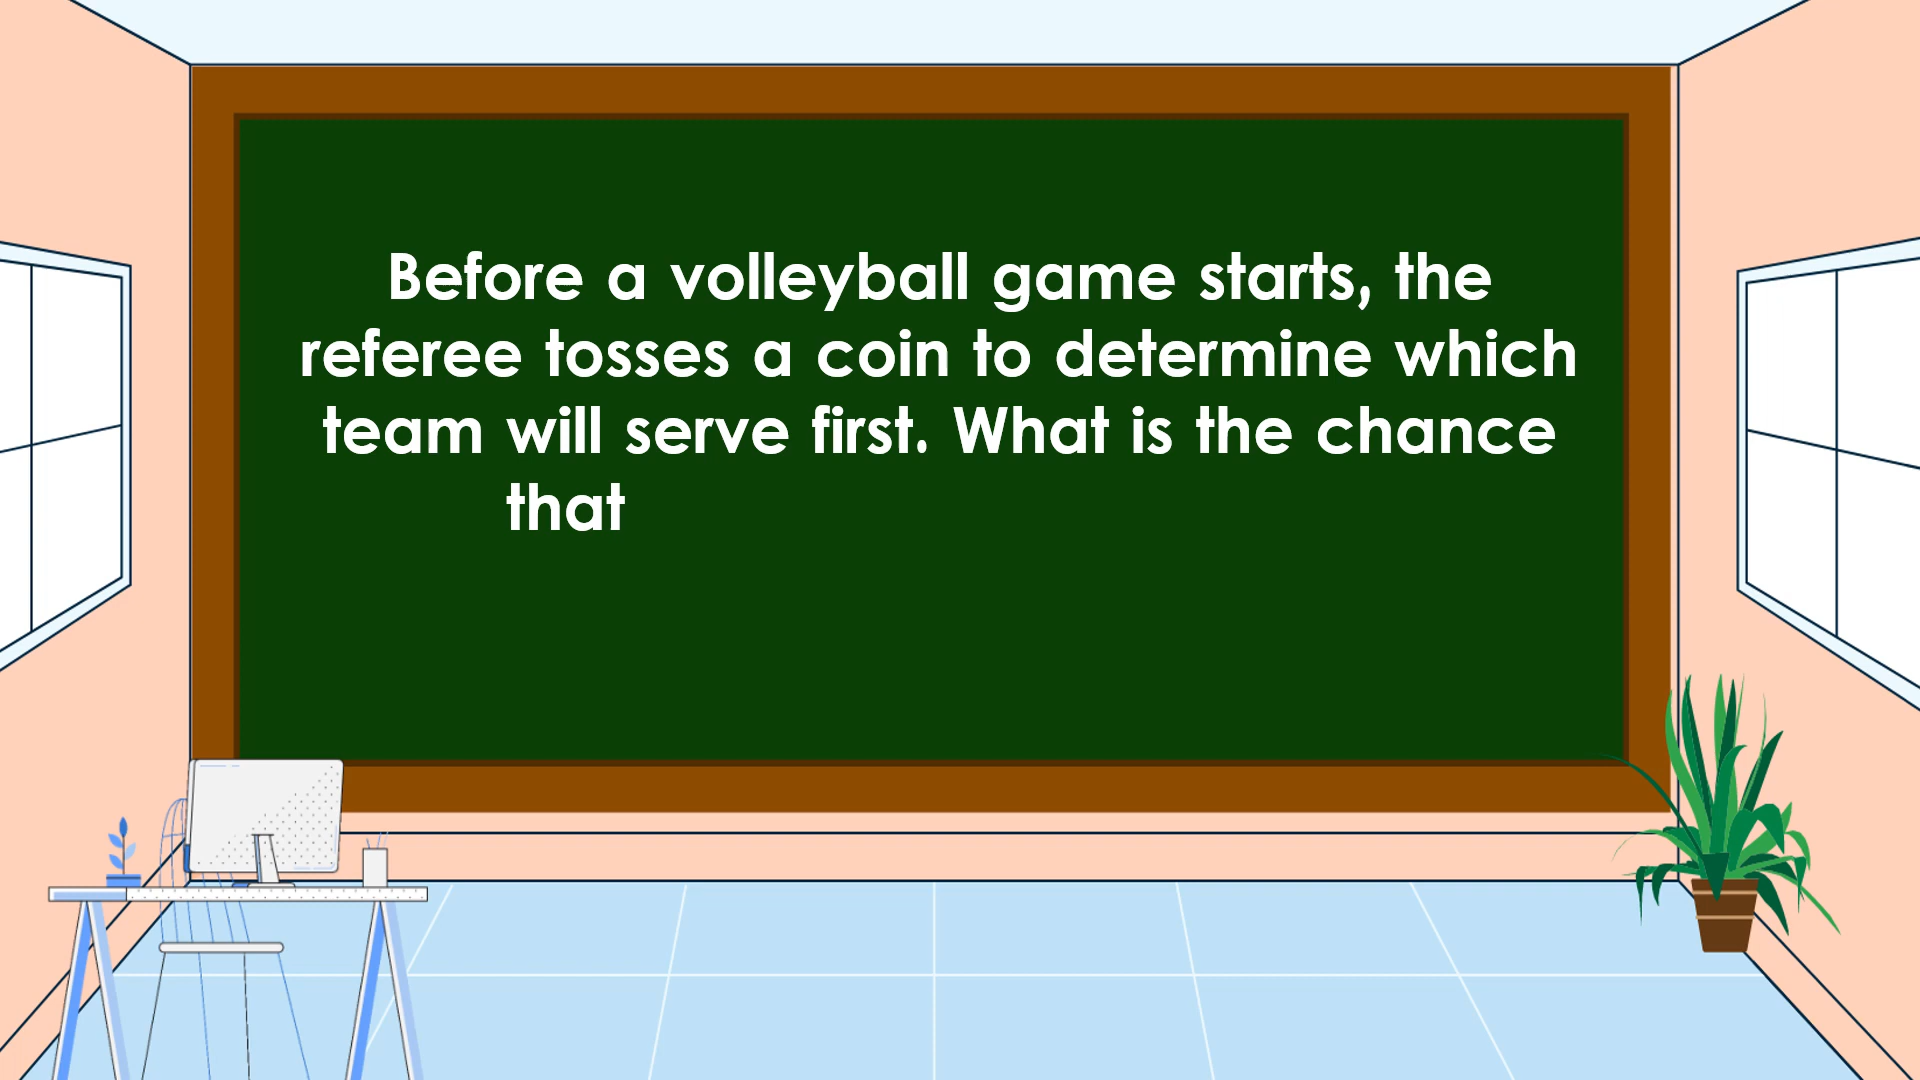 Before a volleyball game starts, the
referee tosses a coin to determine which
team will serve first. What is the chance
that